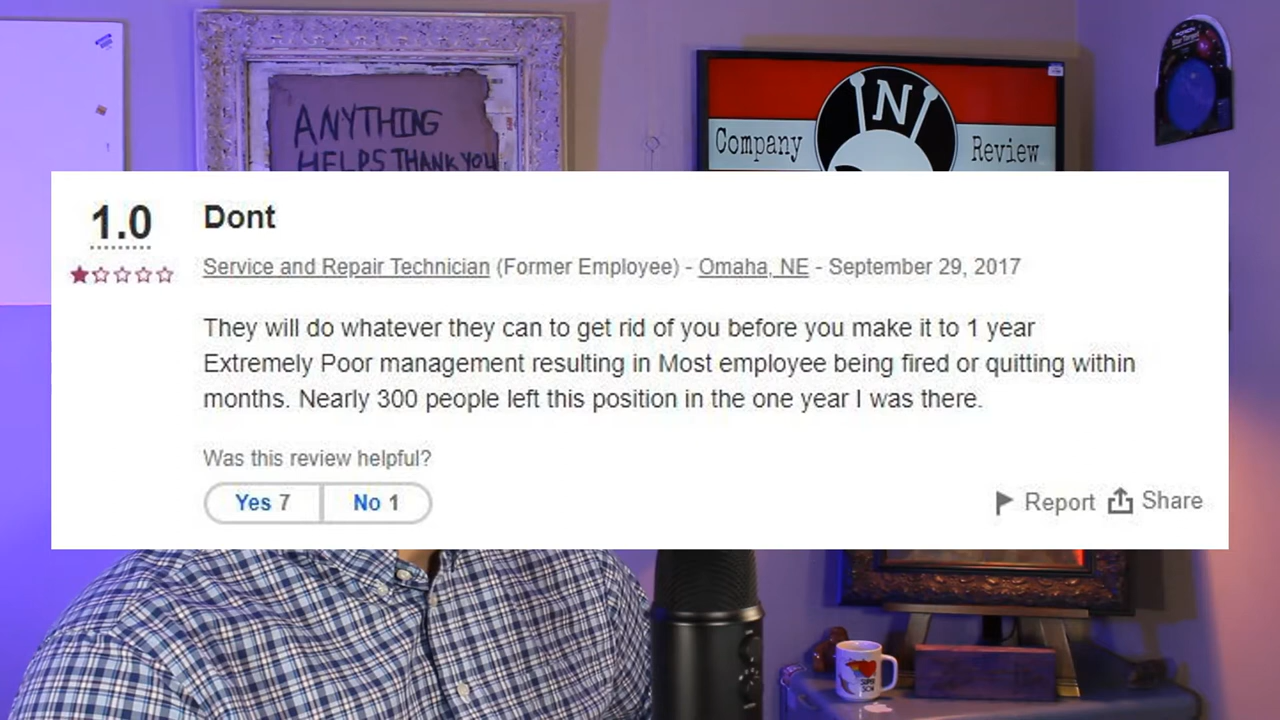 ANYTHING
HELPS THANK YOU
N
Company Review
1.0
Dont
Service and Repair Technician (Former Employee) - Omaha, NE - September 29, 2017
They will do whatever they can to get rid of you before you make it to 1 year
Extremely Poor management resulting in Most employee being fired or quitting within
months. Nearly 300 people left this position in the one year I was there.
Was this review helpful?
Yes 7 No 1
Report Share